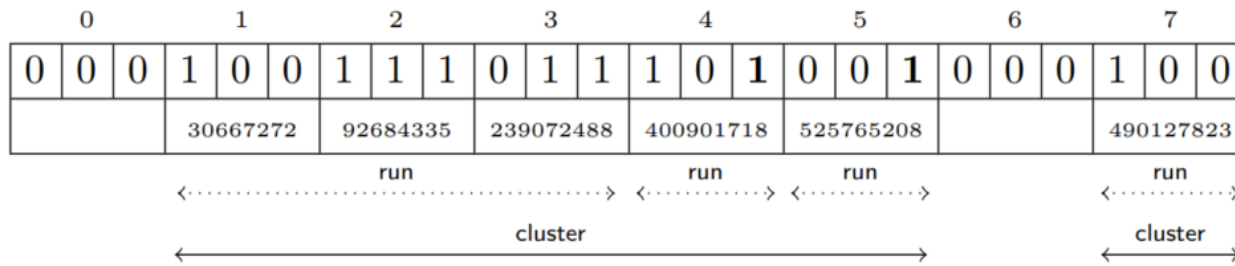 0 1 2 3 4 5 6 7
0 0 0 1 0 0 1 1 1 0 1 1 1 0 1 0 0 1 0 0 0 1 0 0
30667272 92684335 239072488 400901718 525765208 490127823
run run run run
cluster cluster